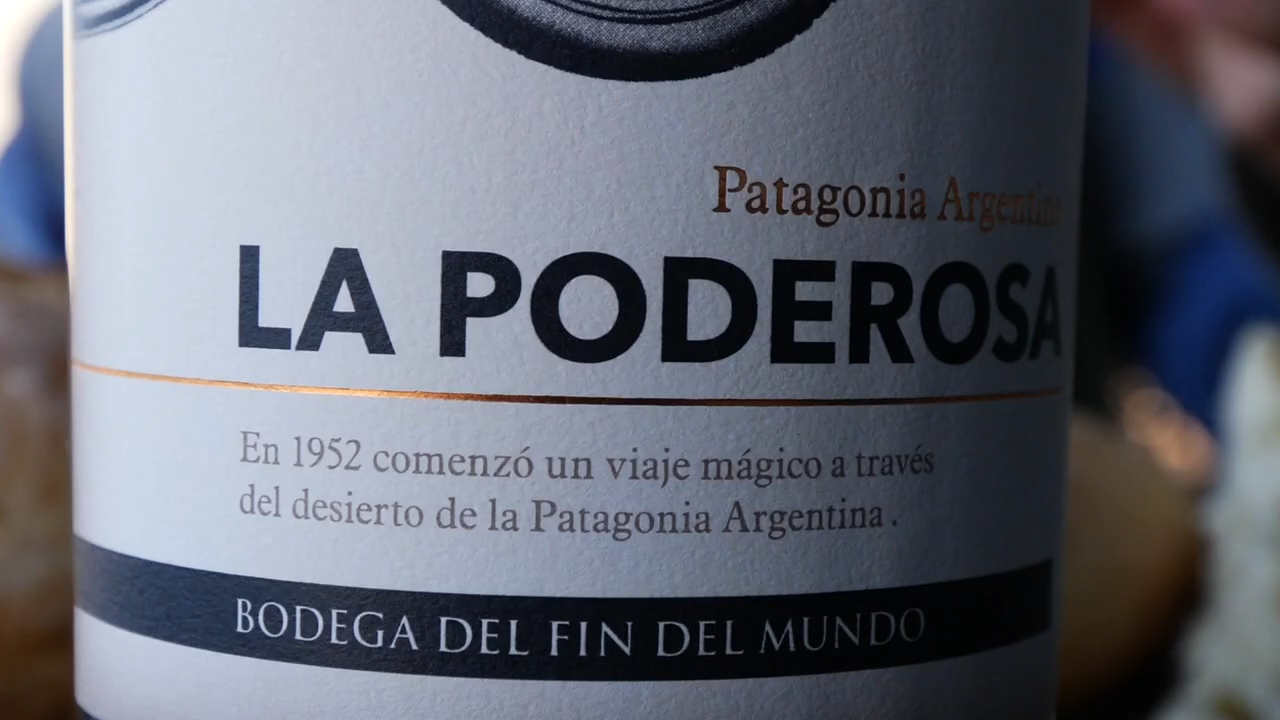 Patagonia Argentina
LA PODEROSA
En 1952 comenzó un viaje mágico a través
del desierto de la Patagonia Argentina .
BODEGA DEL FIN DEL MUNDO